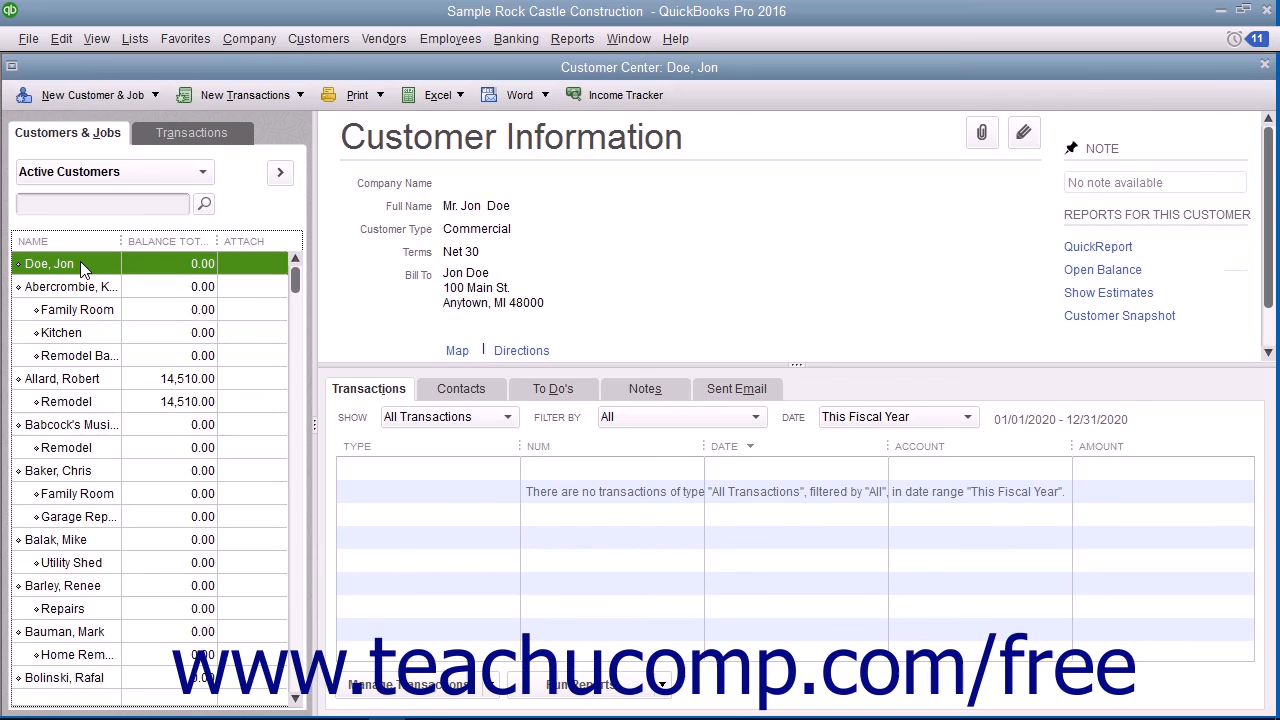 qb Sample Rock Castle Construction - QuickBooks Pro 2016
File Edit View Lists Favorites Company Customers Vendors Employees Banking Reports Window Help 11
Customer Center: Doe, Jon
New Customer & Job New Transactions Print Excel Word Income Tracker
Customers & Jobs Transactions
Active Customers
NAME BALANCE TOT... ATTACH
Doe, Jon 0.00
Abercrombie, K... 0.00
Family Room 0.00
Kitchen 0.00
Remodel Ba... 0.00
Allard, Robert 14,510.00
Remodel 14,510.00
Babcock's Musi... 0.00
Remodel 0.00
Baker, Chris 0.00
Family Room 0.00
Garage Rep... 0.00
Balak, Mike 0.00
Utility Shed 0.00
Barley, Renee 0.00
Repairs 0.00
Bauman, Mark 0.00
Home Rem... 0.00
Bolinski, Rafal 0.00
Customer Information
Company Name
Full Name Mr. Jon Doe
Customer Type Commercial
Terms Net 30
Bill To Jon Doe
100 Main St.
Anytown, MI 48000
Map | Directions
NOTE
No note available
REPORTS FOR THIS CUSTOMER
QuickReport
Open Balance
Show Estimates
Customer Snapshot
Transactions Contacts To Do's Notes Sent Email
SHOW All Transactions FILTER BY All DATE This Fiscal Year 01/01/2020 - 12/31/2020
TYPE NUM DATE ACCOUNT AMOUNT
There are no transactions of type "All Transactions", filtered by "All", in date range "This Fiscal Year".
Manage Transactions Run Reports
www.teachucomp.com/free